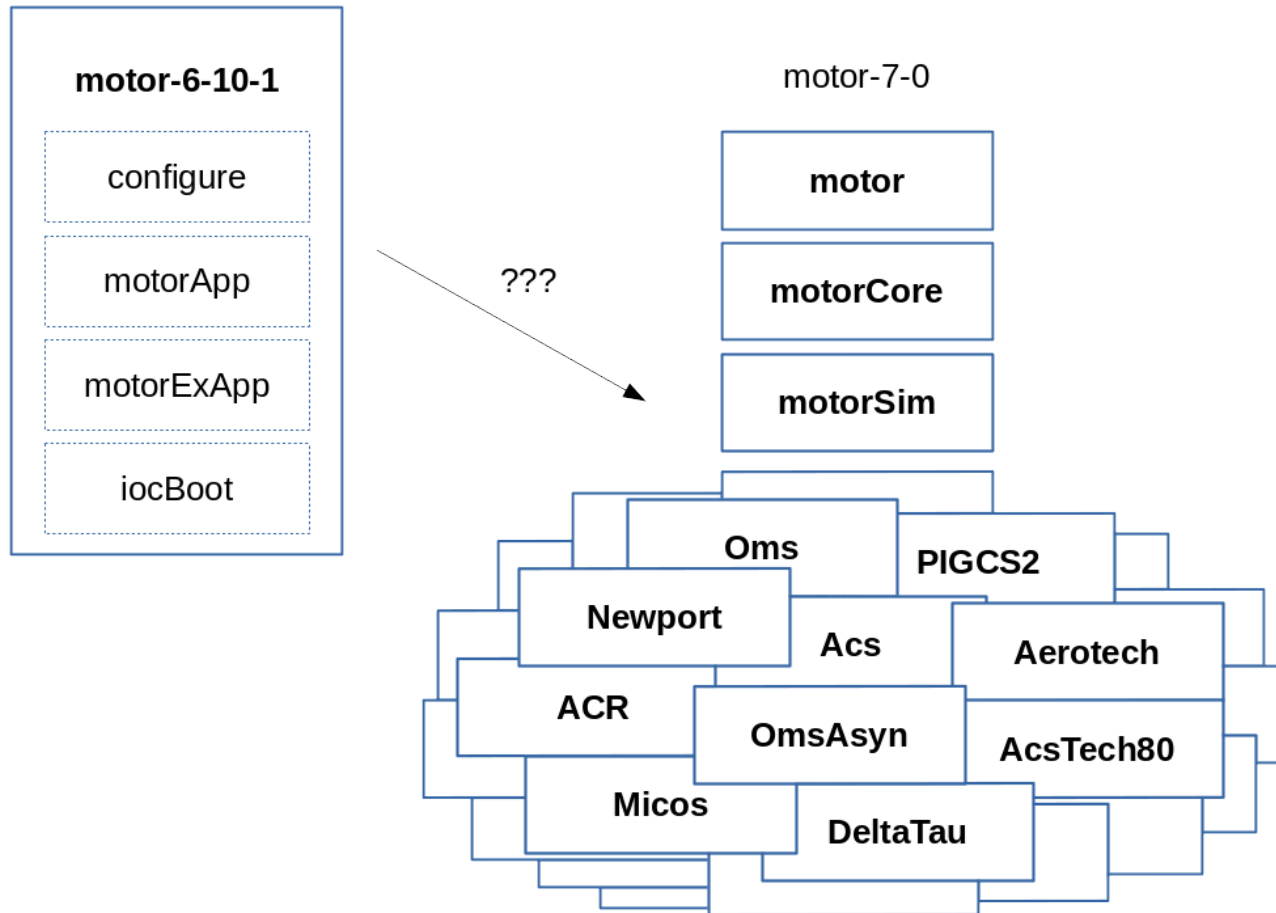 motor-6-10-1
configure
motorApp
motorExApp
iocBoot
???
motor-7-0
motor
motorCore
motorSim
Oms
PIGCS2
Newport
Acs
Aerotech
ACR
OmsAsyn
AcsTech80
Micos
DeltaTau